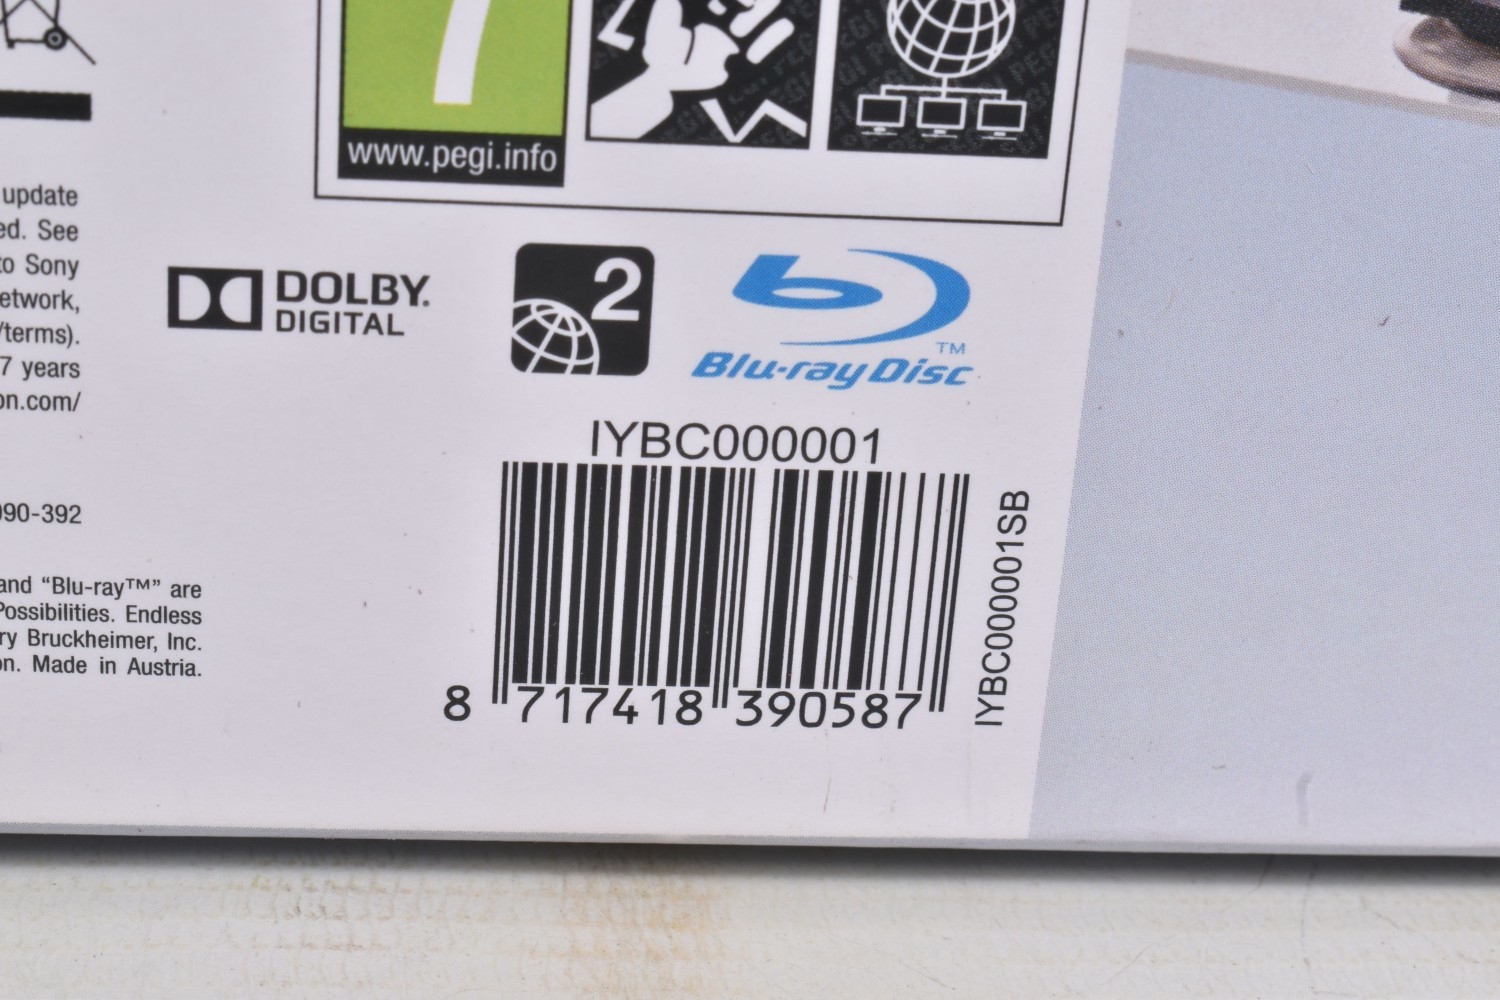 7
www.pegi.info
update
ed. See
to Sony
etwork,
/terms).
7 years
on.com/
090-392
and “Blu-ray™” are
Possibilities. Endless
ry Bruckheimer, Inc.
on. Made in Austria.
DOLBY.
DIGITAL
2
TM
Blu-ray Disc
IYBC000001
8 717418 390587
IYBC000001SB